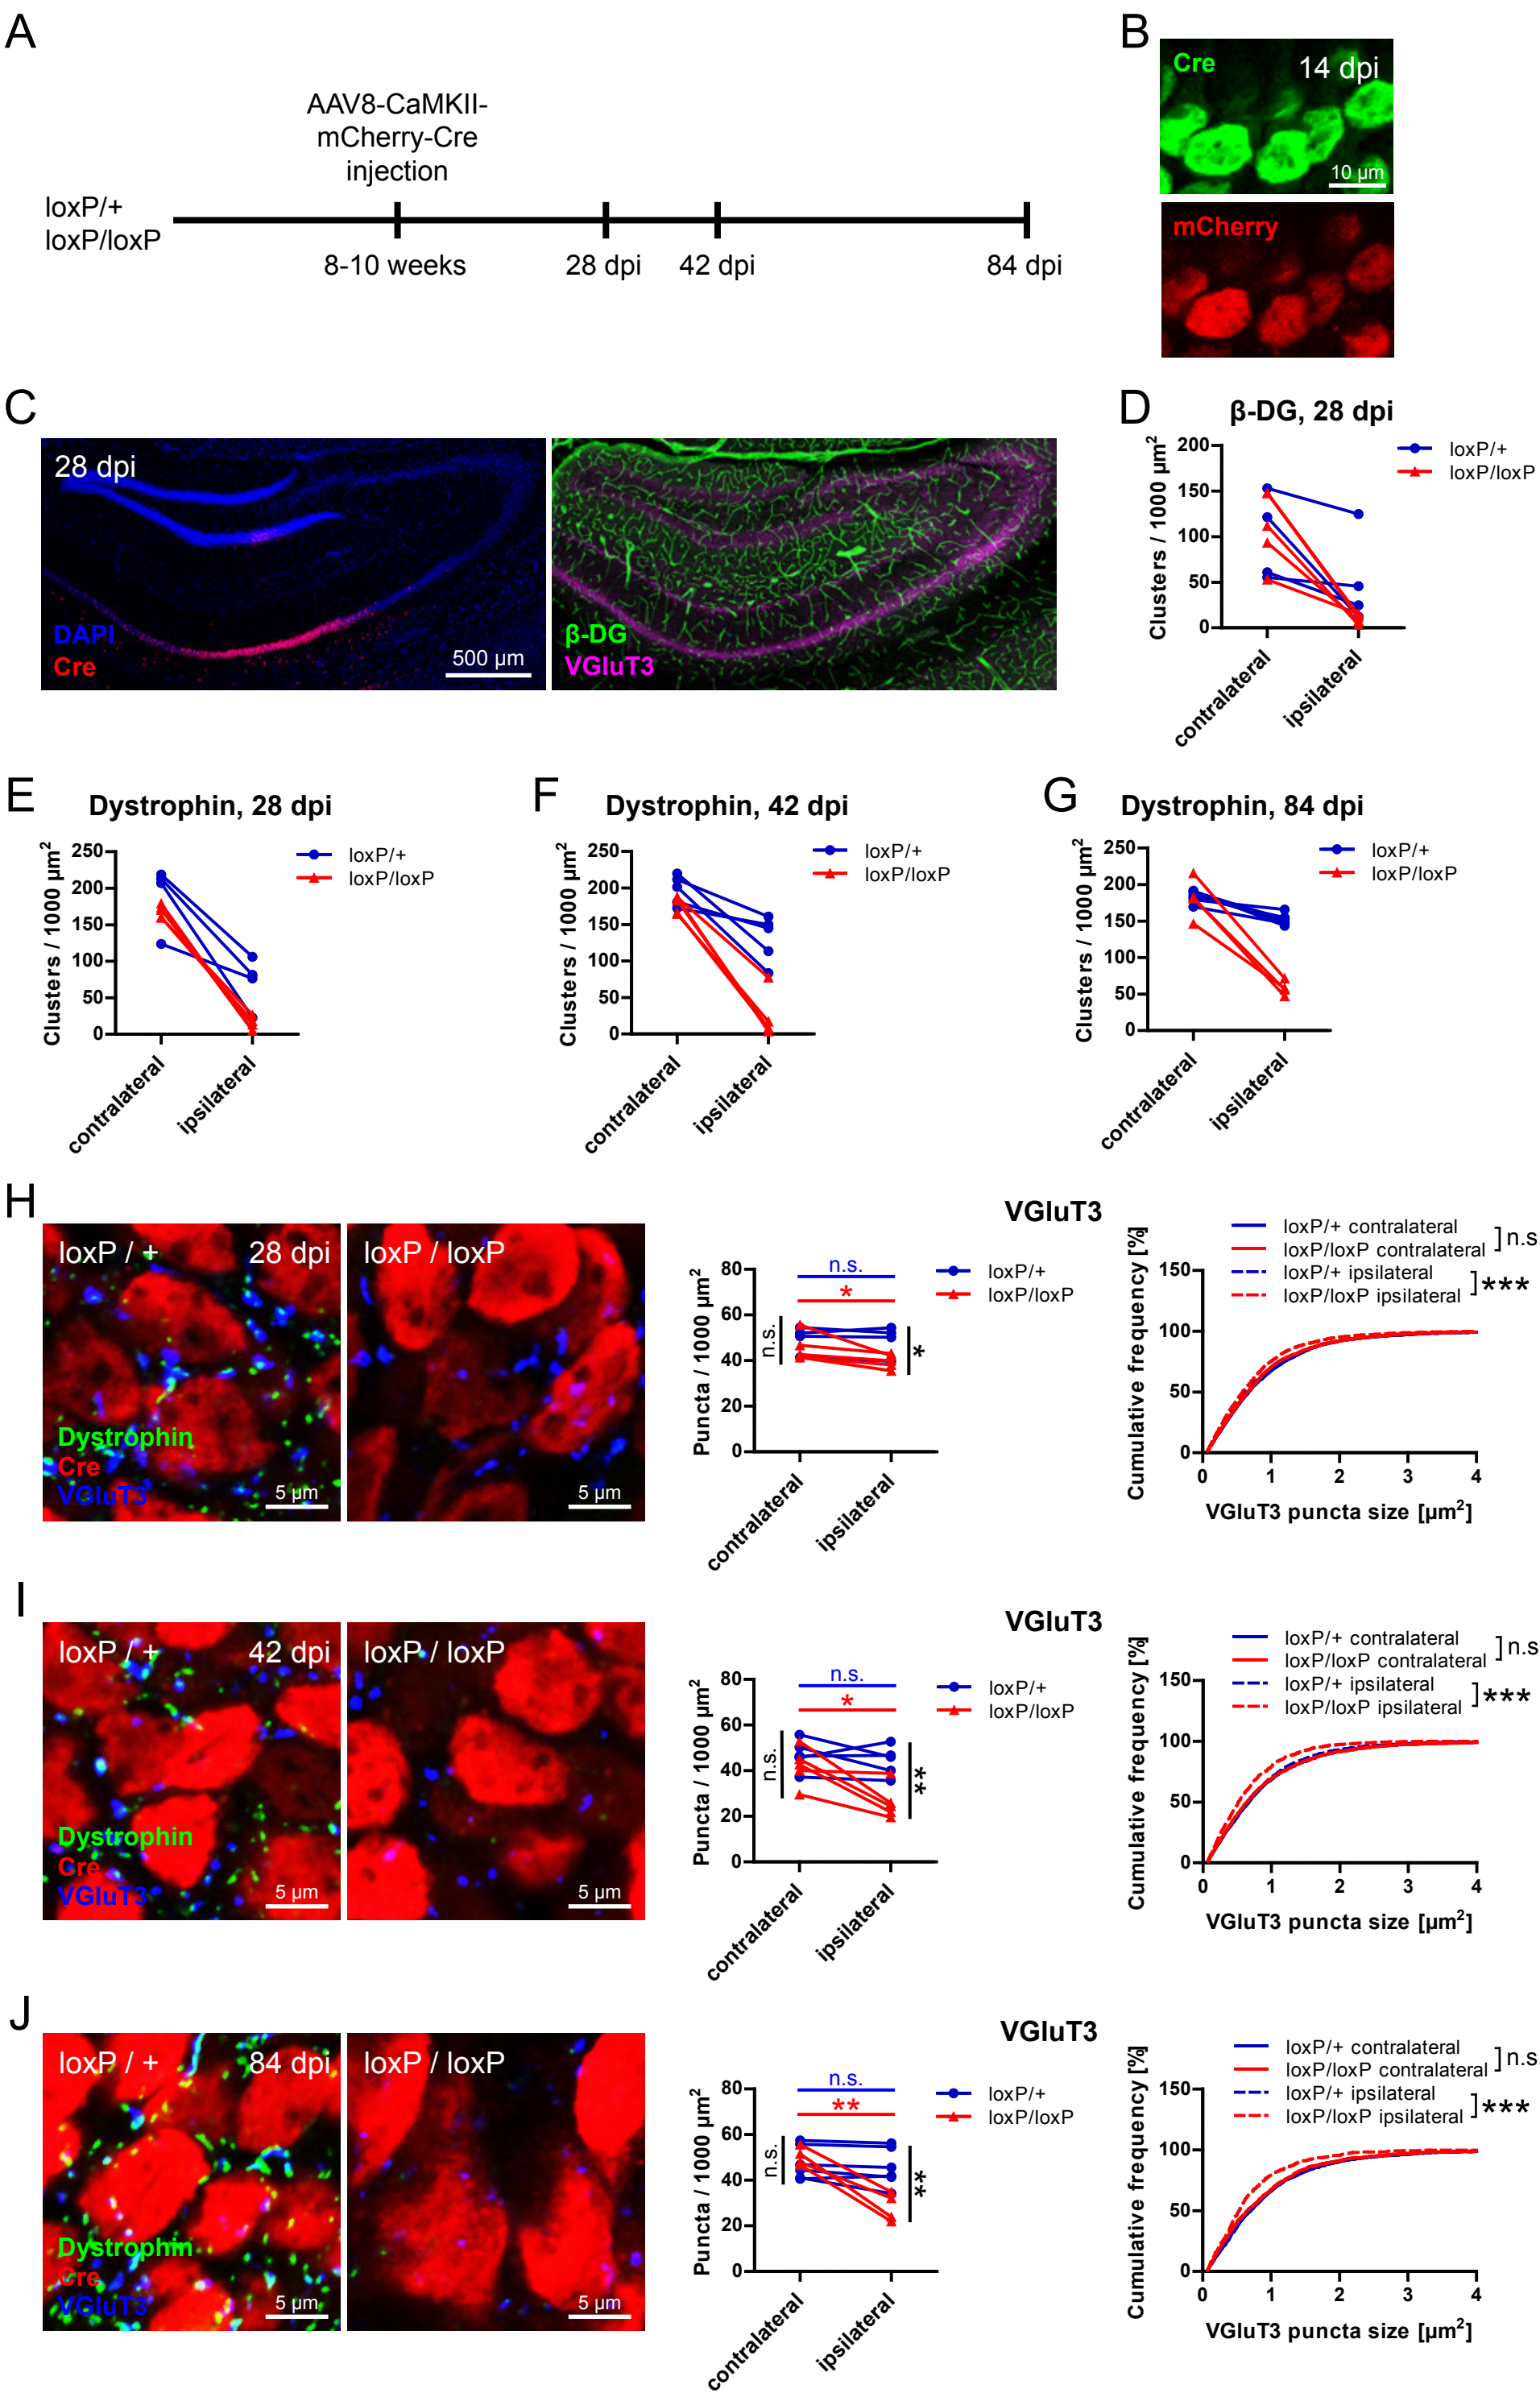 A
AAV8-CaMKII-
mCherry-Cre
injection
loxP/+
loxP/loxP
8-10 weeks
28 dpi
42 dpi
84 dpi
B
Cre
14 dpi
10 µm
mCherry
C
28 dpi
DAPI
Cre
500 µm
β-DG
VGluT3
D
β-DG, 28 dpi
Clusters / 1000 µm²
200
150
100
50
0
contralateral
ipsilateral
loxP/+
loxP/loxP
E
Dystrophin, 28 dpi
Clusters / 1000 µm²
250
200
150
100
50
0
contralateral
ipsilateral
loxP/+
loxP/loxP
F
Dystrophin, 42 dpi
Clusters / 1000 µm²
250
200
150
100
50
0
contralateral
ipsilateral
loxP/+
loxP/loxP
G
Dystrophin, 84 dpi
Clusters / 1000 µm²
250
200
150
100
50
0
contralateral
ipsilateral
loxP/+
loxP/loxP
H
loxP / +
28 dpi
Dystrophin
Cre
VGluT3
5 µm
loxP / loxP
5 µm
VGluT3
Puncta / 1000 µm²
80
60
40
20
0
n.s.
*
n.s.
*
contralateral
ipsilateral
loxP/+
loxP/loxP
loxP/+ contralateral
loxP/loxP contralateral
n.s
loxP/+ ipsilateral
loxP/loxP ipsilateral
***
Cumulative frequency [%]
150
100
50
0
0 1 2 3 4
VGluT3 puncta size [µm²]
I
loxP / +
42 dpi
Dystrophin
Cre
VGluT3
5 µm
loxP / loxP
5 µm
VGluT3
Puncta / 1000 µm²
80
60
40
20
0
n.s.
*
n.s.
**
contralateral
ipsilateral
loxP/+
loxP/loxP
loxP/+ contralateral
loxP/loxP contralateral
n.s
loxP/+ ipsilateral
loxP/loxP ipsilateral
***
Cumulative frequency [%]
150
100
50
0
0 1 2 3 4
VGluT3 puncta size [µm²]
J
loxP / +
84 dpi
Dystrophin
Cre
VGluT3
5 µm
loxP / loxP
5 µm
VGluT3
Puncta / 1000 µm²
80
60
40
20
0
n.s.
**
n.s.
**
contralateral
ipsilateral
loxP/+
loxP/loxP
loxP/+ contralateral
loxP/loxP contralateral
n.s
loxP/+ ipsilateral
loxP/loxP ipsilateral
***
Cumulative frequency [%]
150
100
50
0
0 1 2 3 4
VGluT3 puncta size [µm²]